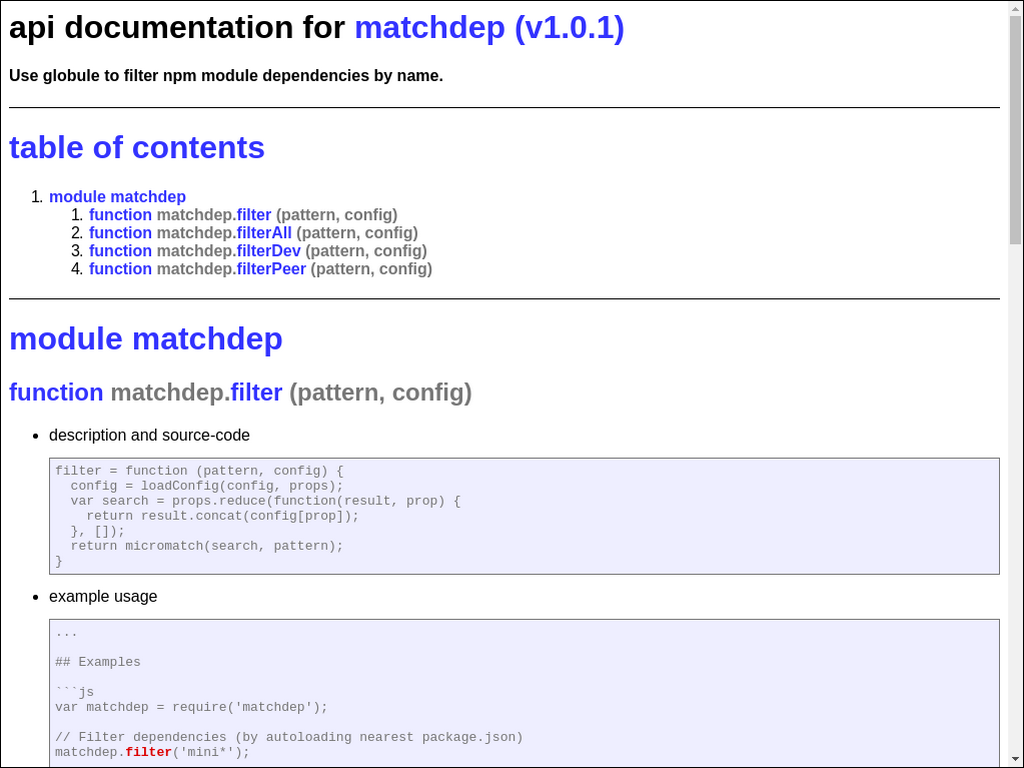 api documentation for matchdep (v1.0.1)
Use globule to filter npm module dependencies by name.
table of contents
1. module matchdep
1. function matchdep.filter (pattern, config)
2. function matchdep.filterAll (pattern, config)
3. function matchdep.filterDev (pattern, config)
4. function matchdep.filterPeer (pattern, config)
module matchdep
function matchdep.filter (pattern, config)
• description and source-code
filter = function (pattern, config) {
  config = loadConfig(config, props);
  var search = props.reduce(function(result, prop) {
    return result.concat(config[prop]);
  }, []);
  return micromatch(search, pattern);
}
• example usage
...
## Examples
```js
var matchdep = require('matchdep');
// Filter dependencies (by autoloading nearest package.json)
matchdep.filter('mini*');